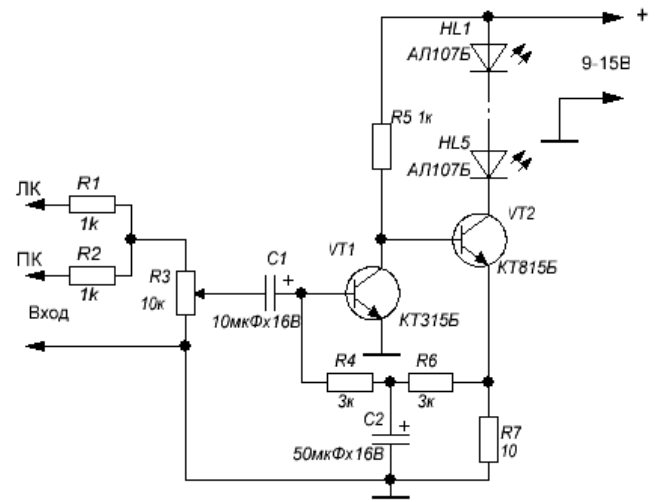 HL1
АЛ107Б
+
9-15В
R5 1к
HL5
АЛ107Б
ЛК
R1
1k
VT2
ПК
R2
1k
C1
VT1
R3
10к
+
КТ815Б
Вход
10мкФх16В
КТ315Б
R4
3к
R6
3к
C2
+
R7
10
50мкФх16В